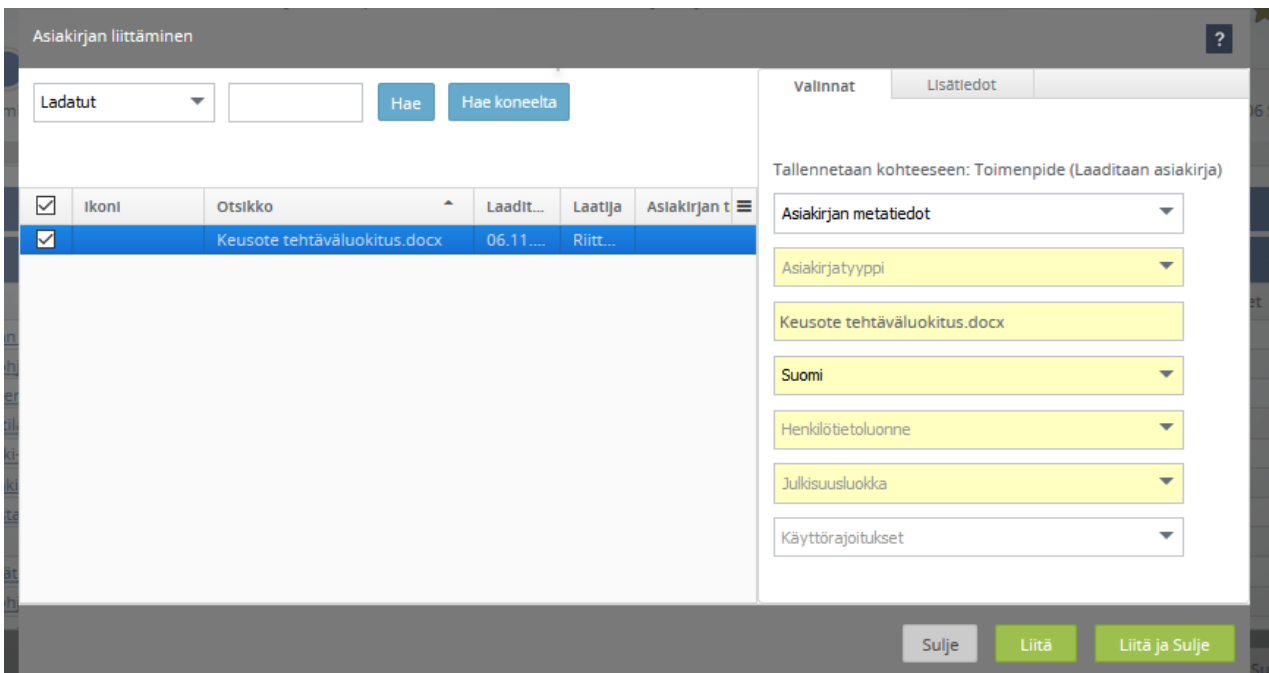 Asiakirjan liittäminen
?
Ladatut
Hae
Hae koneelta
Ikoni
Otsikko
Laadit...
Laatija
Asiakirjan t
Keusote tehtäväluokitus.docx
06.11....
Riitt...
Valinnat
Lisätiedot
Tallennetaan kohteeseen: Toimenpide (Laaditaan asiakirja)
Asiakirjan metatiedot
Asiakirjatyyppi
Keusote tehtäväluokitus.docx
Suomi
Henkilötietoluonne
Julkisuusluokka
Käyttörajoitukset
Sulje
Liitä
Liitä ja Sulje